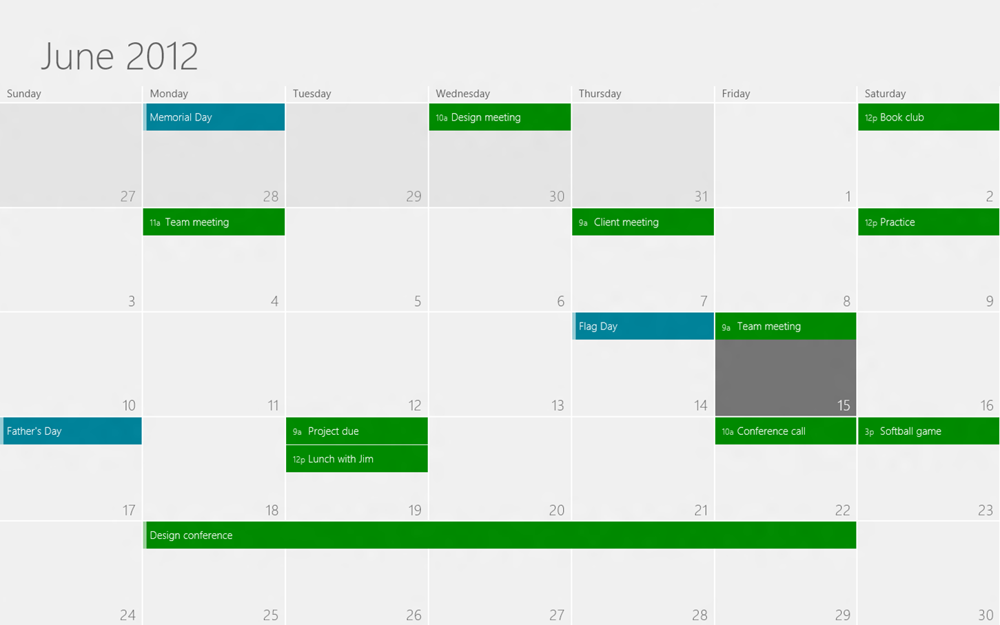 June 2012
Sunday Monday Tuesday Wednesday Thursday Friday Saturday
Memorial Day 10a Design meeting 12p Book club
27 28 29 30 31 1 2
11a Team meeting 9a Client meeting 12p Practice
3 4 5 6 7 8 9
Flag Day 9a Team meeting
10 11 12 13 14 15 16
Father's Day 9a Project due 10a Conference call 3p Softball game
12p Lunch with Jim
17 18 19 20 21 22 23
Design conference
24 25 26 27 28 29 30